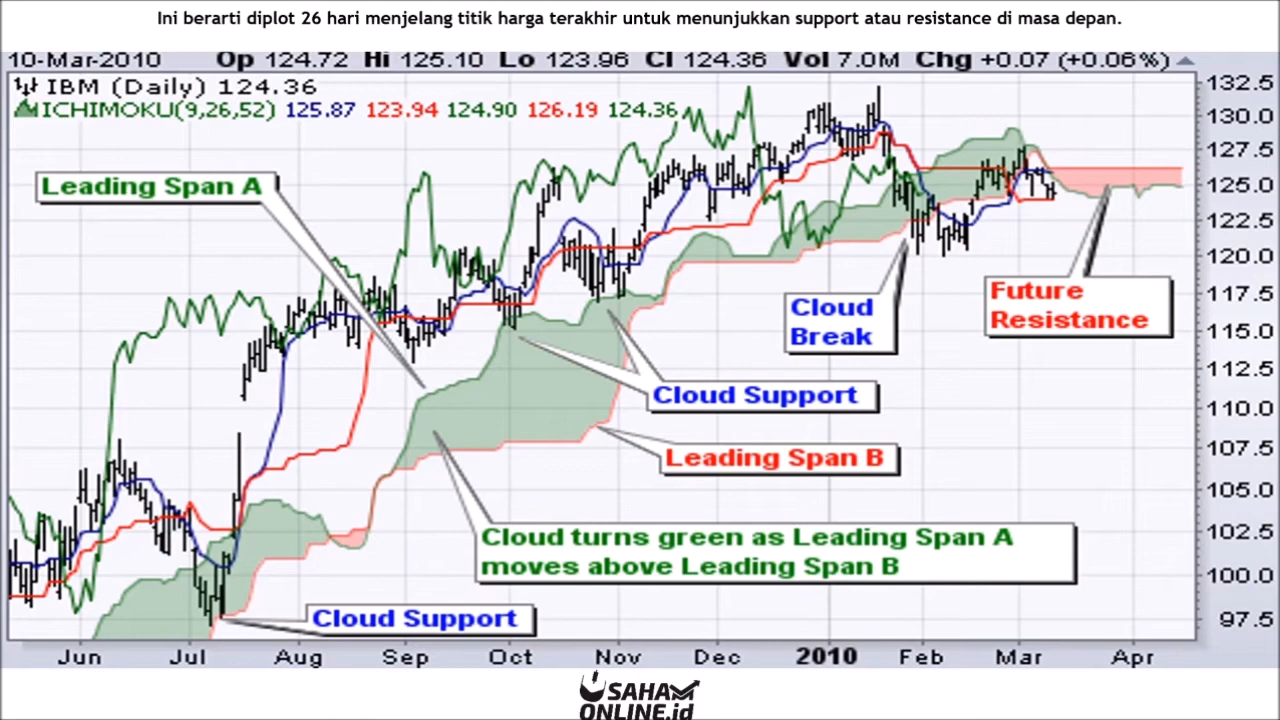 Ini berarti diplot 26 hari menjelang titik harga terakhir untuk menunjukkan support atau resistance di masa depan.
10-Mar-2010 Op 124.72 Hi 125.10 Lo 123.96 Cl 124.36 Vol 7.0M Chg +0.07 (+0.06%)
IBM (Daily) 124.36
ICHIMOKU(9,26,52) 125.87 123.94 124.90 126.19 124.36
132.5
130.0
127.5
125.0
122.5
120.0
117.5
115.0
112.5
110.0
107.5
105.0
102.5
100.0
97.5
Leading Span A
Cloud
Break
Future
Resistance
Cloud Support
Leading Span B
Cloud turns green as Leading Span A
moves above Leading Span B
Cloud Support
Jun Jul Aug Sep Oct Nov Dec 2010 Feb Mar Apr
SAHAM
ONLINE.id